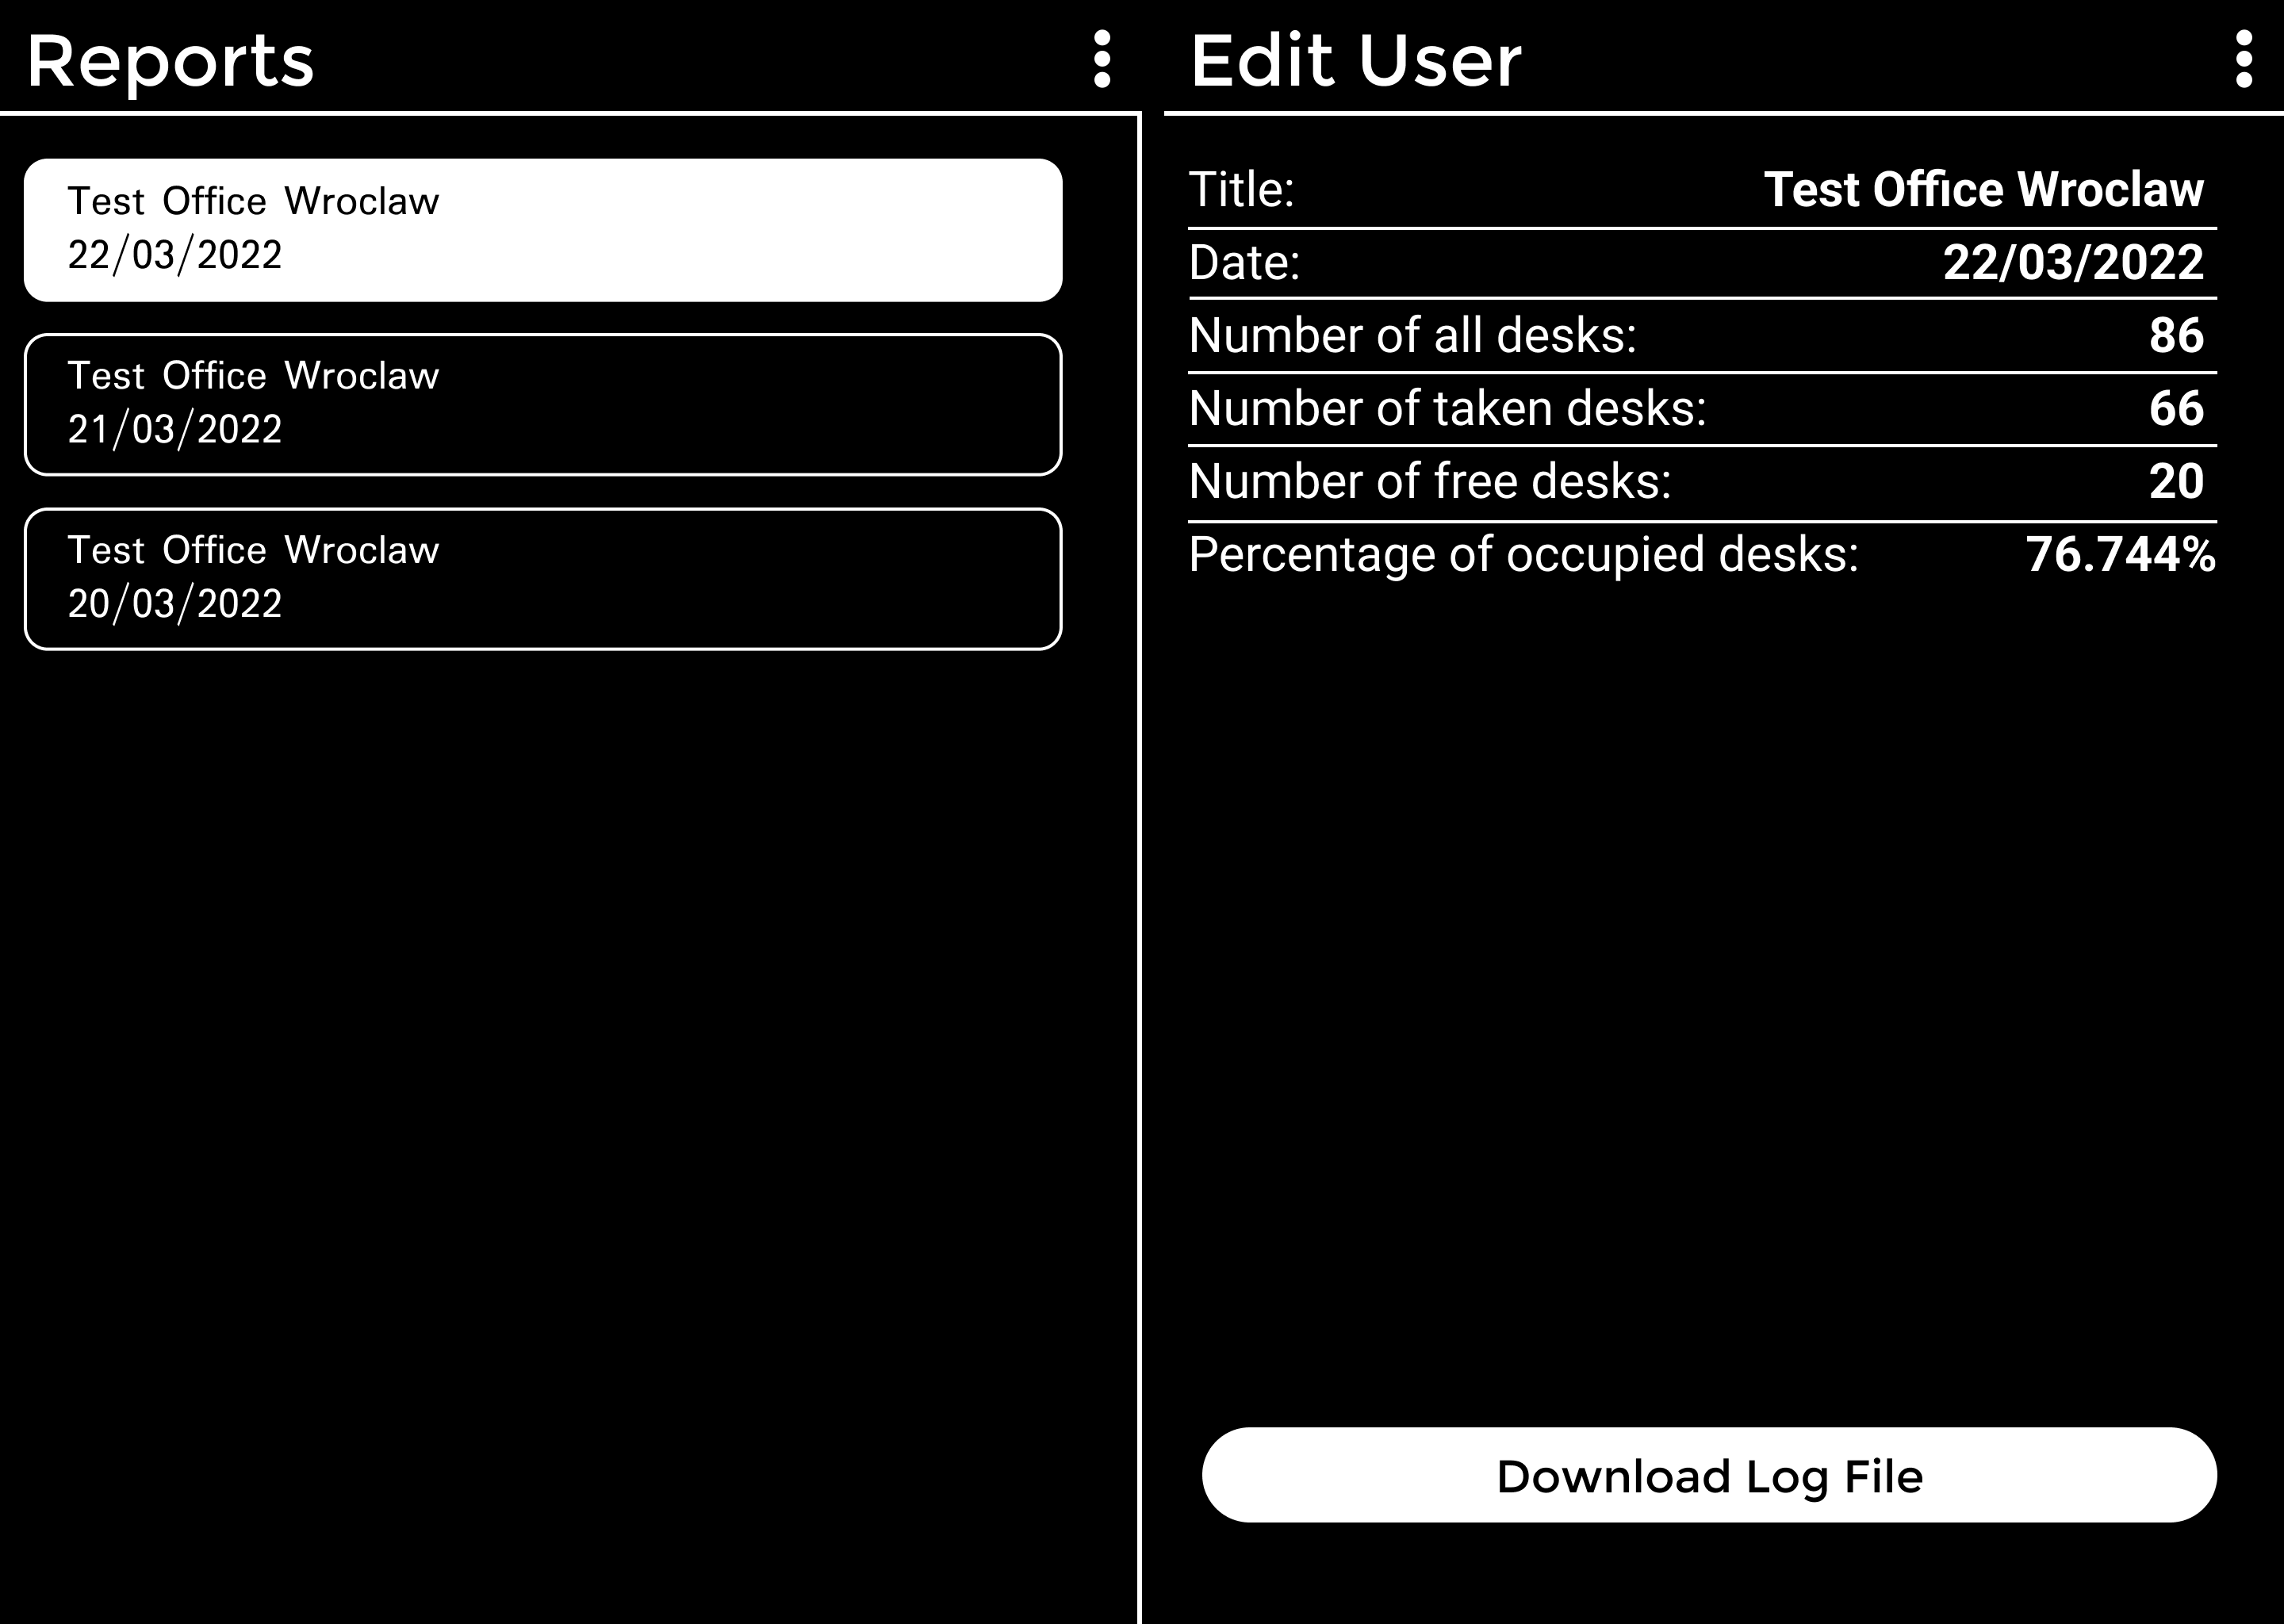 Reports
Test Office Wroclaw
22/03/2022
Test Office Wroclaw
21/03/2022
Test Office Wroclaw
20/03/2022
Edit User
Title: Test Office Wroclaw
Date: 22/03/2022
Number of all desks: 86
Number of taken desks: 66
Number of free desks: 20
Percentage of occupied desks: 76.744%
Download Log File